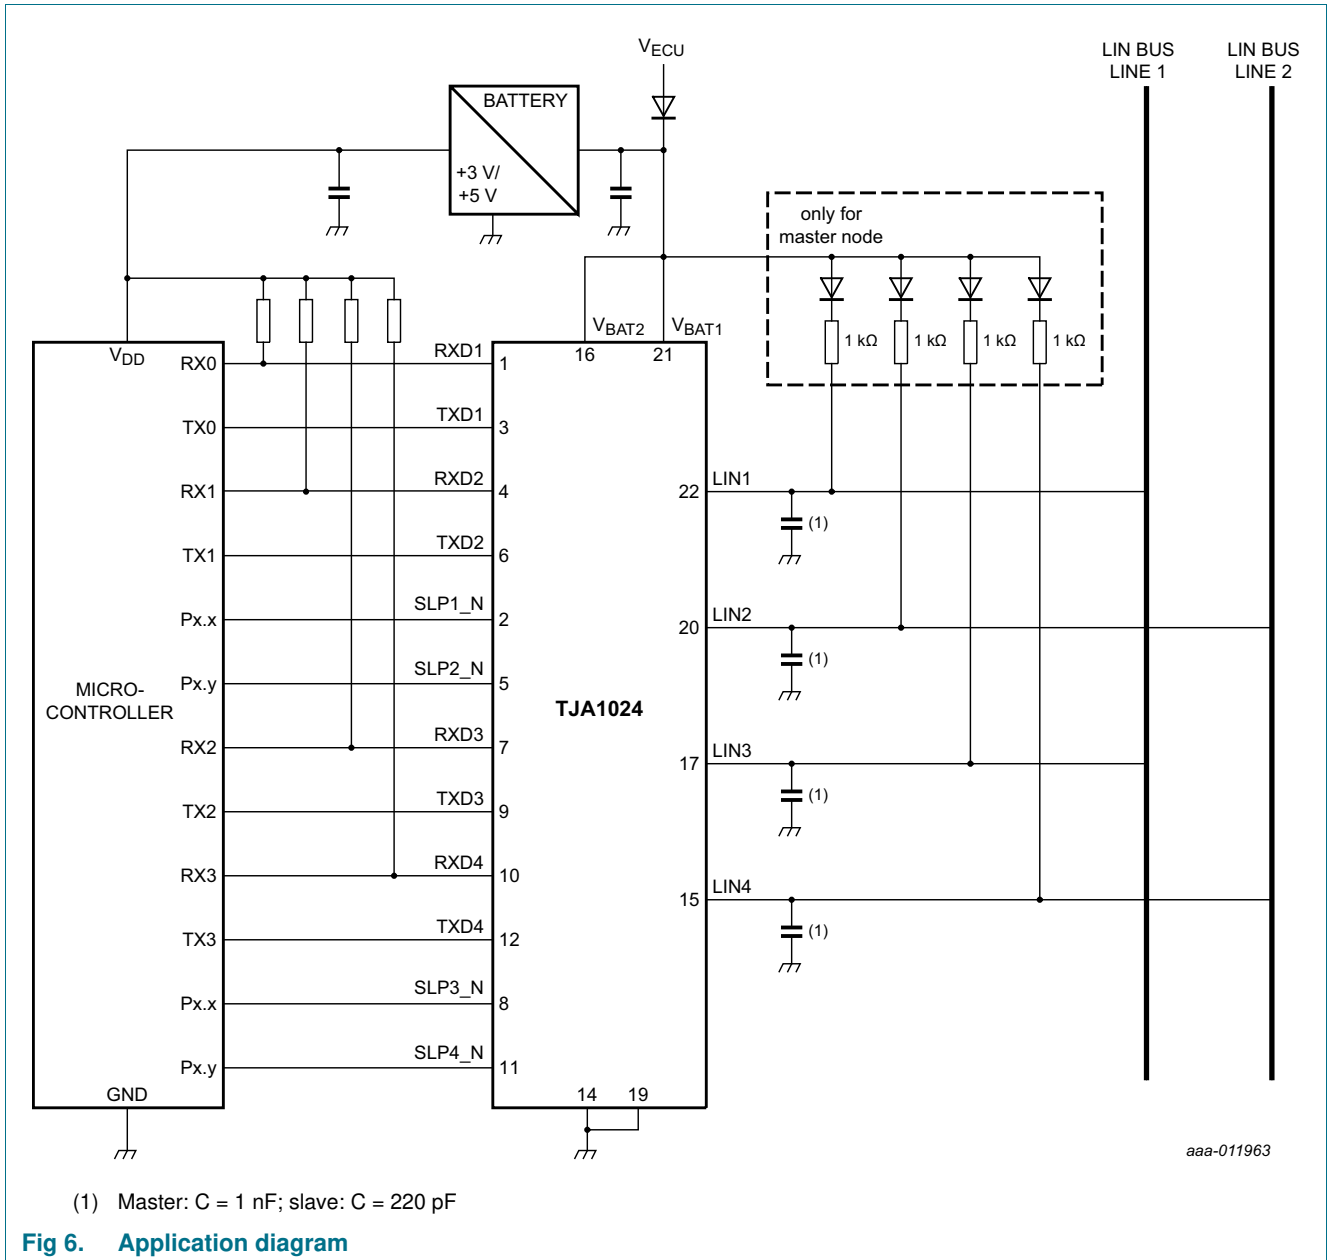 VECU
LIN BUS
LINE 1
LIN BUS
LINE 2
BATTERY
+3 V/
+5 V
only for
master node
1 kΩ
1 kΩ
1 kΩ
1 kΩ
VBAT2
VBAT1
VDD
16
21
RX0
RXD1
1
TX0
TXD1
3
RX1
RXD2
4
22
LIN1
(1)
TX1
TXD2
6
Px.x
SLP1_N
2
20
LIN2
(1)
Px.y
SLP2_N
5
MICRO-
CONTROLLER
TJA1024
RX2
RXD3
7
17
LIN3
(1)
TX2
TXD3
9
RX3
RXD4
10
15
LIN4
(1)
TX3
TXD4
12
Px.x
SLP3_N
8
Px.y
SLP4_N
11
GND
14
19
aaa-011963
(1) Master: C = 1 nF; slave: C = 220 pF
Fig 6. Application diagram